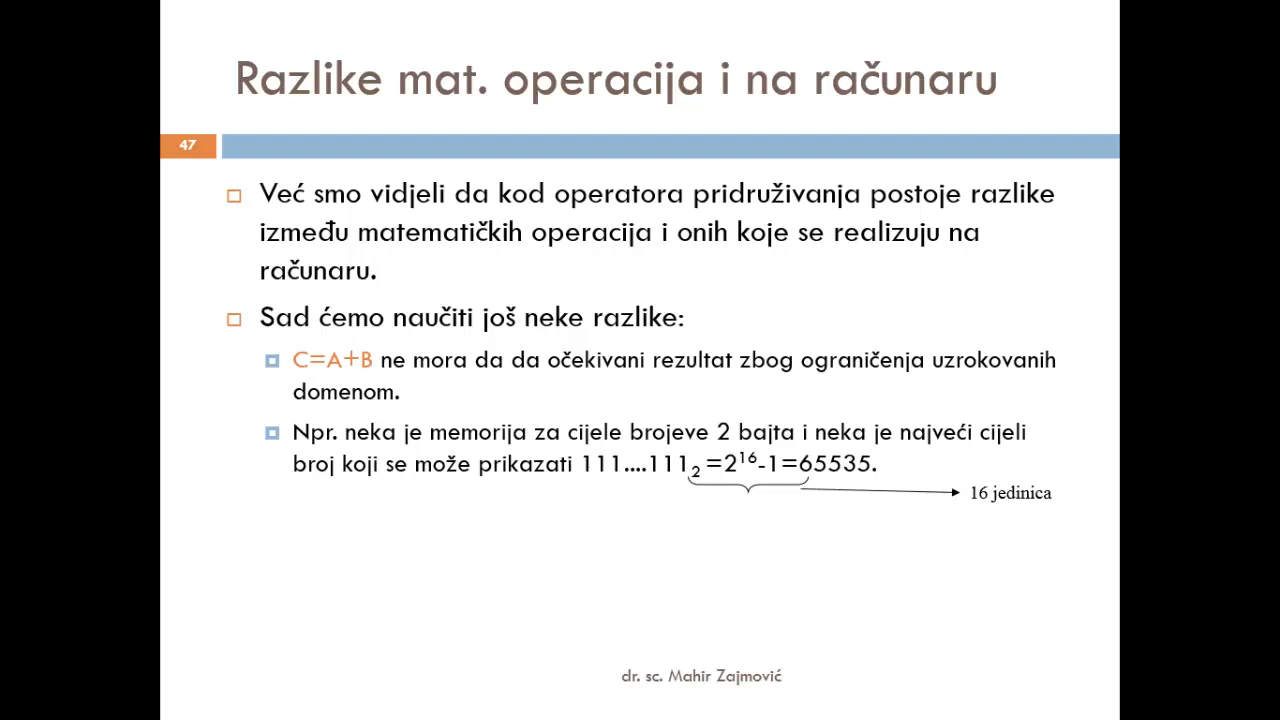 Razlike mat. operacija i na računaru
47
Već smo vidjeli da kod operatora pridruživanja postoje razlike
između matematičkih operacija i onih koje se realizuju na
računaru.
Sad ćemo naučiti još neke razlike:
C=A+B ne mora da da očekivani rezultat zbog ograničenja uzrokovanih
domenom.
Npr. neka je memorija za cijele brojeve 2 bajta i neka je najveći cijeli
broj koji se može prikazati 111....111₂ =2¹⁶-1=65535.
16 jedinica
dr. sc. Mahir Zajmović